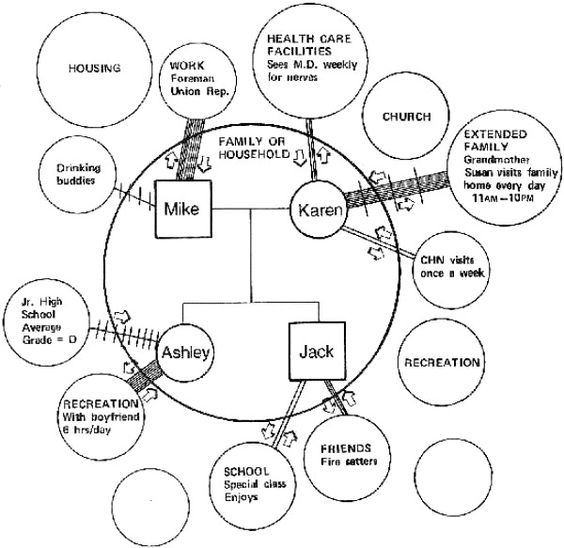 HOUSING
WORK
Foreman
Union Rep.
HEALTH CARE
FACILITIES
Sees M.D. weekly
for nerves
CHURCH
EXTENDED
FAMILY
Grandmother
Susan visits family
home every day
11AM–10PM
FAMILY OR
HOUSEHOLD
Drinking
buddies
Mike
Karen
CHN visits
once a week
Jr. High
School
Average
Grade = D
Ashley
Jack
RECREATION
RECREATION
With boyfriend
6 hrs/day
SCHOOL
Special class
Enjoys
FRIENDS
Fire setters